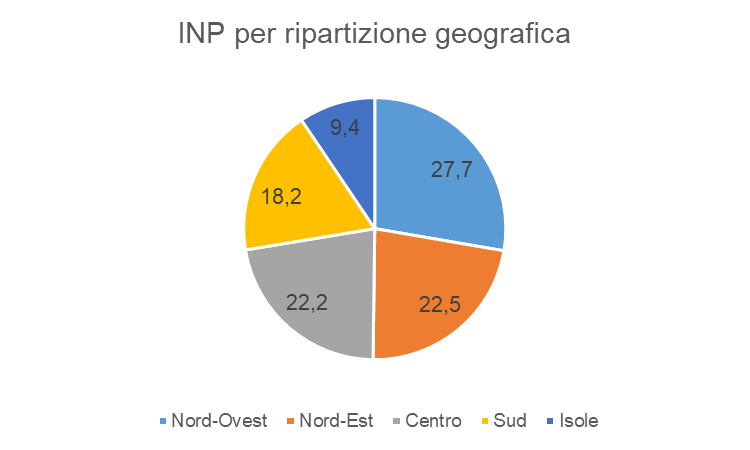 INP per ripartizione geografica
9,4
27,7
18,2
22,2
22,5
Nord-Ovest Nord-Est Centro Sud Isole